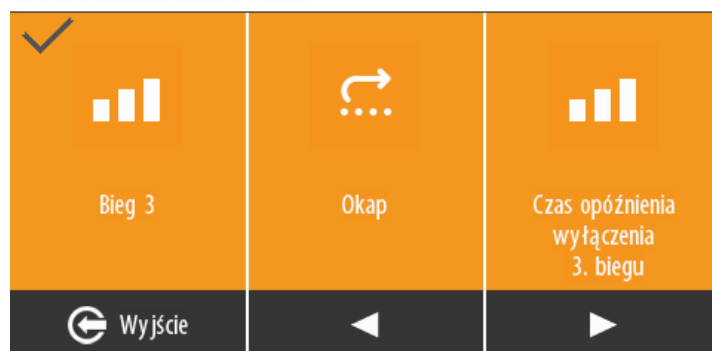 Bieg 3
Okap
Czas opóźnienia
wyłączenia
3. biegu
Wyjście